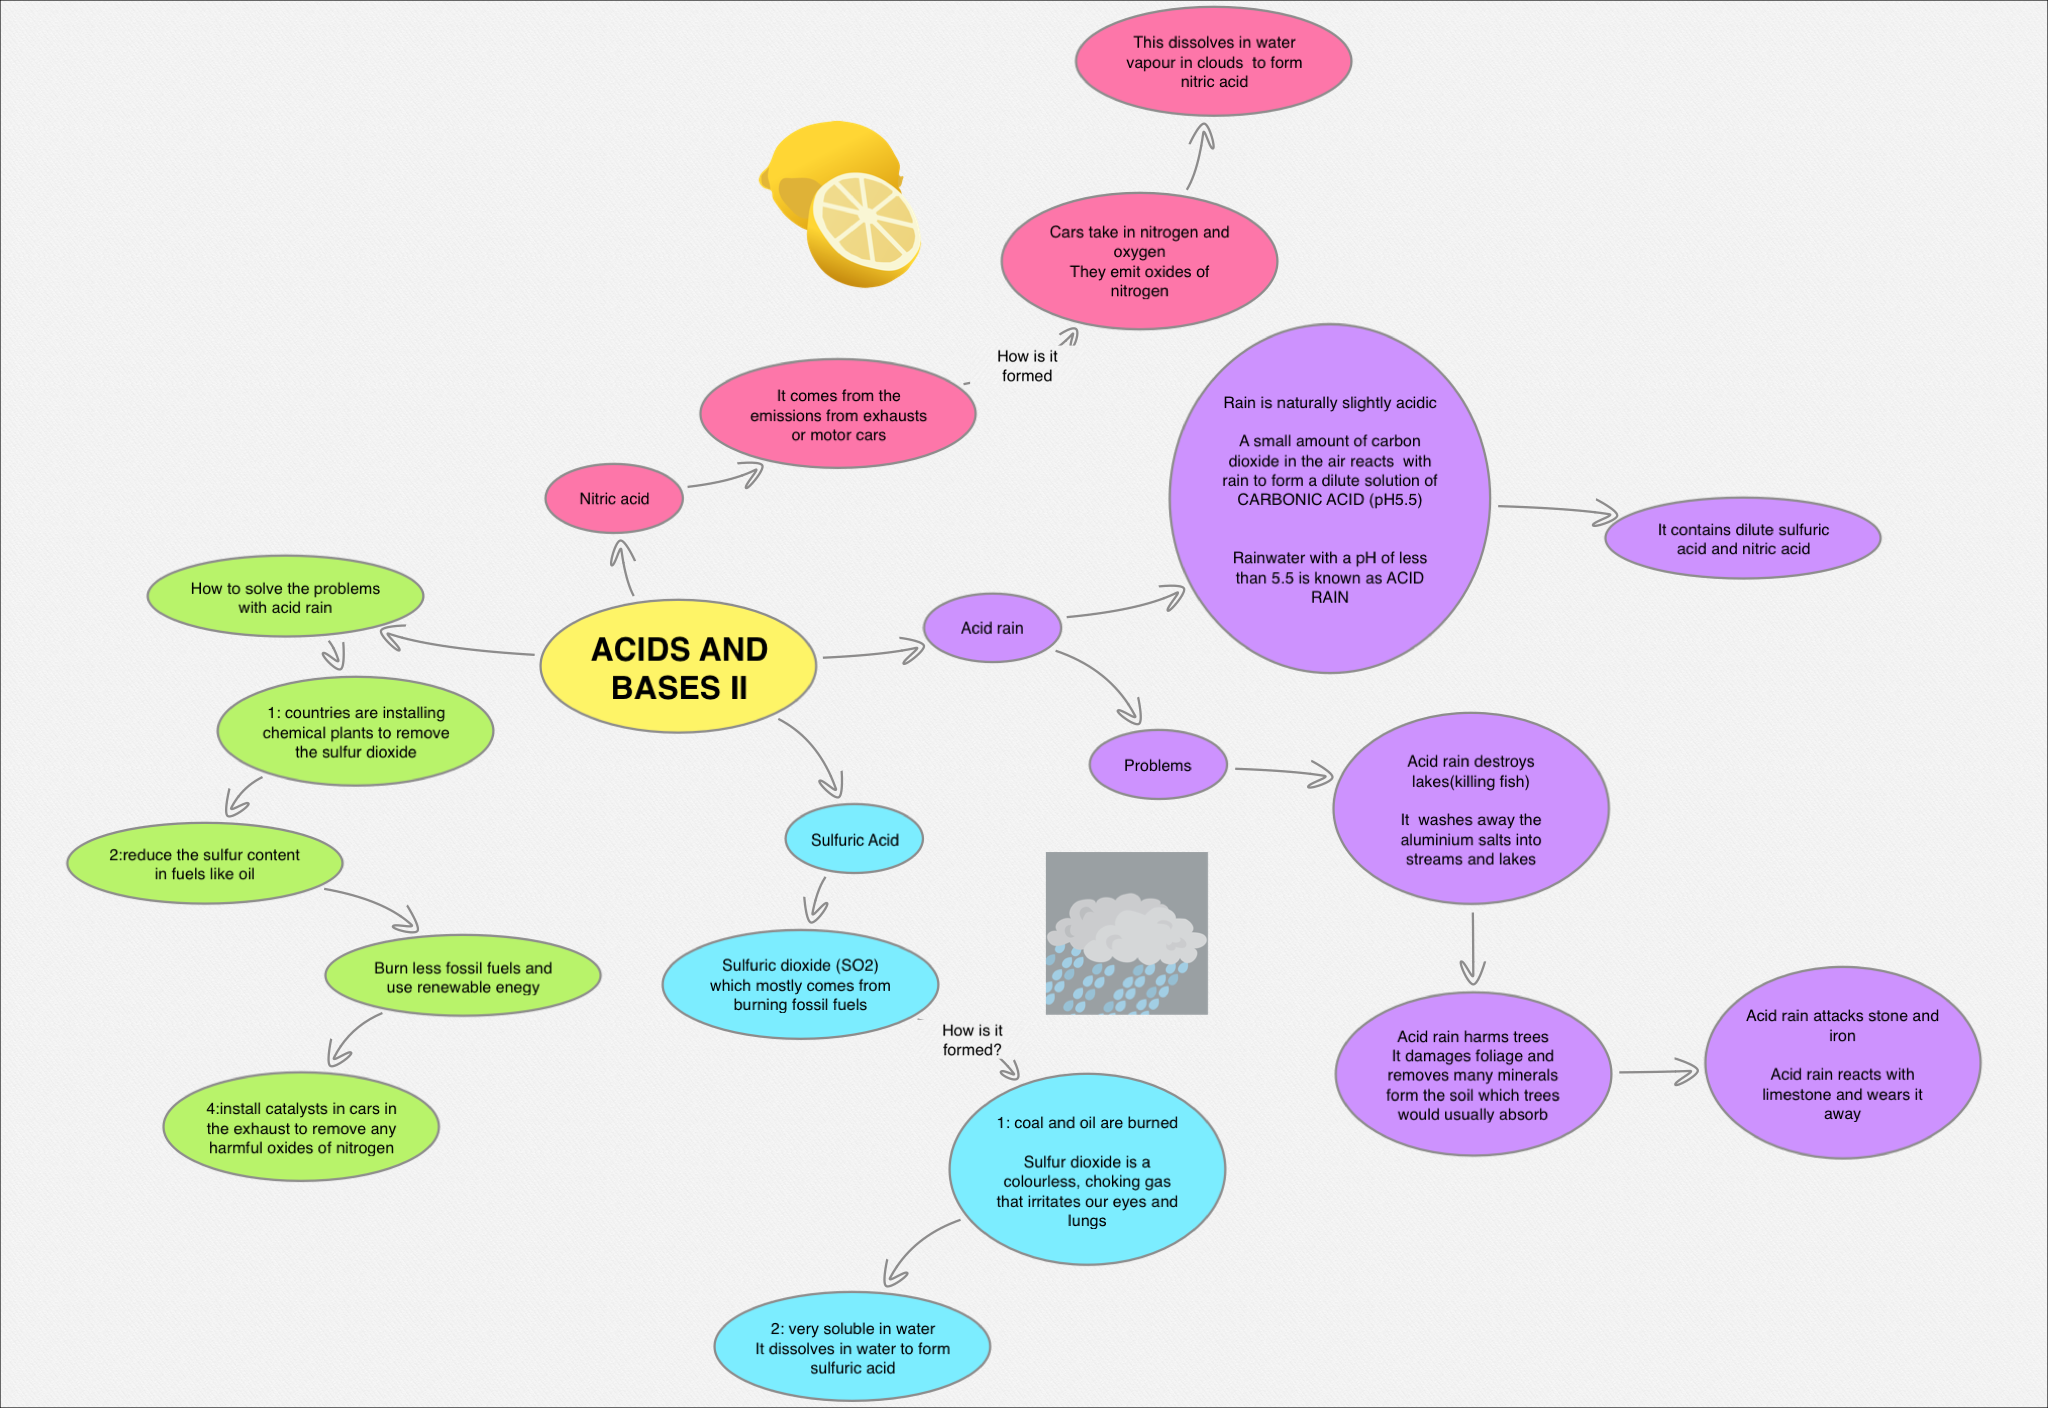 This dissolves in water
vapour in clouds  to form
nitric acid
Cars take in nitrogen and
oxygen
They emit oxides of
nitrogen
How is it
formed
It comes from the
emissions from exhausts
or motor cars
Nitric acid
Rain is naturally slightly acidic
A small amount of carbon
dioxide in the air reacts  with
rain to form a dilute solution of
CARBONIC ACID (pH5.5)
Rainwater with a pH of less
than 5.5 is known as ACID
RAIN
It contains dilute sulfuric
acid and nitric acid
How to solve the problems
with acid rain
ACIDS AND
BASES II
Acid rain
1: countries are installing
chemical plants to remove
the sulfur dioxide
Problems
Acid rain destroys
lakes(killing fish)
It  washes away the
aluminium salts into
streams and lakes
Sulfuric Acid
2:reduce the sulfur content
in fuels like oil
Burn less fossil fuels and
use renewable enegy
Sulfuric dioxide (SO2)
which mostly comes from
burning fossil fuels
How is it
formed?
Acid rain harms trees
It damages foliage and
removes many minerals
form the soil which trees
would usually absorb
Acid rain attacks stone and
iron
Acid rain reacts with
limestone and wears it
away
4:install catalysts in cars in
the exhaust to remove any
harmful oxides of nitrogen
1: coal and oil are burned
Sulfur dioxide is a
colourless, choking gas
that irritates our eyes and
lungs
2: very soluble in water
It dissolves in water to form
sulfuric acid